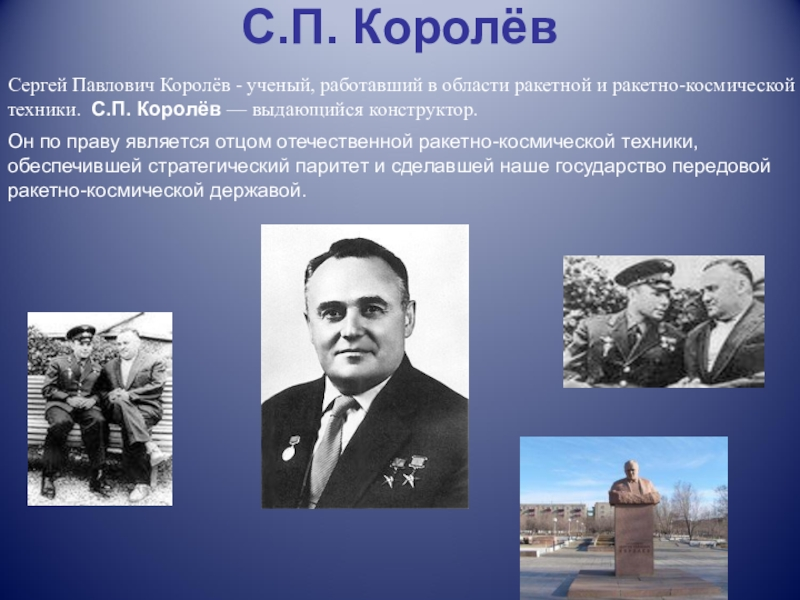 С.П. Королёв
Сергей Павлович Королёв - ученый, работавший в области ракетной и ракетно-космической
техники. С.П. Королёв — выдающийся конструктор.
Он по праву является отцом отечественной ракетно-космической техники,
обеспечившей стратегический паритет и сделавшей наше государство передовой
ракетно-космической державой.